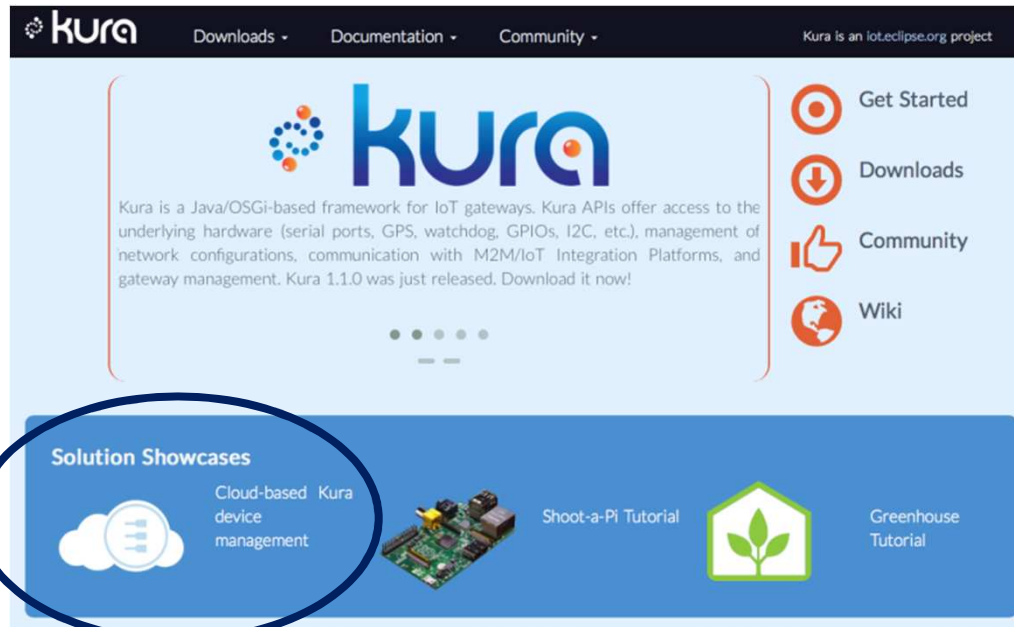 kura
Downloads
Documentation
Community
Kura is an iot.eclipse.org project
kura
Kura is a Java/OSGi-based framework for IoT gateways. Kura APIs offer access to the
underlying hardware (serial ports, GPS, watchdog, GPIOs, I2C, etc.), management of
network configurations, communication with M2M/IoT Integration Platforms, and
gateway management. Kura 1.1.0 was just released. Download it now!
Get Started
Downloads
Community
Wiki
Solution Showcases
Cloud-based Kura
device
management
Shoot-a-Pi Tutorial
Greenhouse
Tutorial